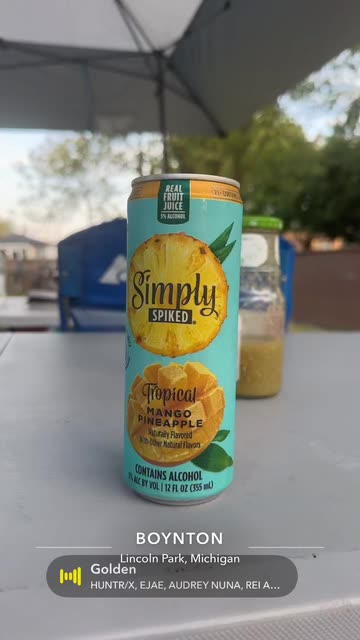 REAL
FRUIT
JUICE
5% ALCOHOL
Simply
SPIKED
Tropical
MANGO
PINEAPPLE
Naturally Flavored
With Other Natural Flavors
CONTAINS ALCOHOL
5% ALC BY VOL | 12 FL OZ (355 mL)
BOYNTON
Lincoln Park, Michigan
Golden
HUNTR/X, EJAE, AUDREY NUNA, REI A...